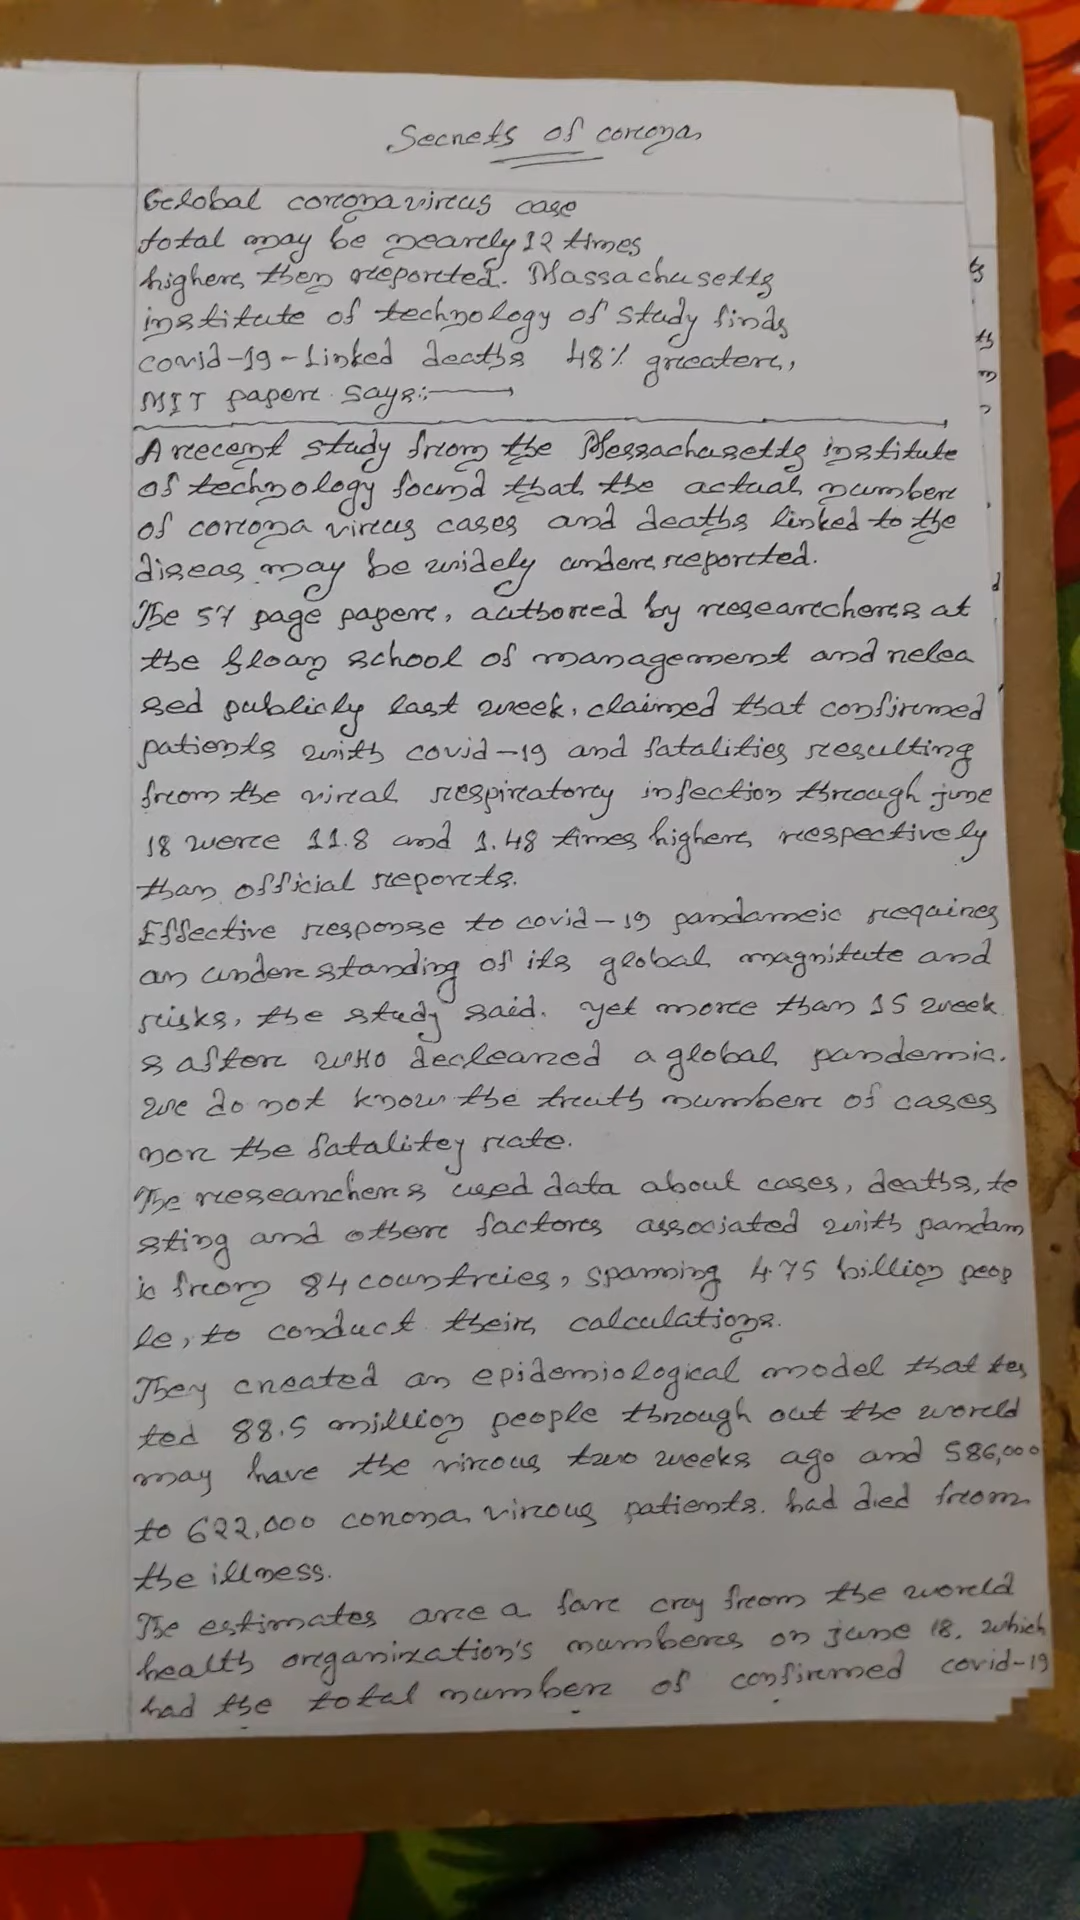 Secrets of corona
Gelobal coronavirus case
total may be nearely 12 times
higher then reported. Massachusetts
institute of technology of study finds
covid-19-Linked deaths 48% greater,
MIT paper says:-
A recent study from the Messachusetts institute
of technology found that the actual number
of corona virus cases and deaths linked to the
diseas may be widely under reported.
The 57 page paper, authored by researchers at
the Sloan school of management and relea
sed publicly last week, claimed that confirmed
patients with covid-19 and fatalities resulting
from the viral respiratory infection through june
18 were 11.8 and 1.48 times higher respectively
than official reports.
Effective response to covid-19 pandameic requires
an under standing of its global magnitute and
risks, the study said. yet more than 15 week
s after WHO decleared a global pandemic.
we do not know the truth number of cases
nor the fatalitey rate.
The researchers used data about cases, deaths, te
sting and other factors associated with pandam
ic from 84 countries, spanning 4.75 billion peop
le, to conduct their calculations.
They created an epidemiological model that tes
ted 88.5 million people through out the world
may have the virous two weeks ago and 586,000
to 622,000 corona virous patients. had died from
the illness.
The estimates are a fare cry from the world
health organization's numbers on june 18. which
had the total number of confirmed covid-19